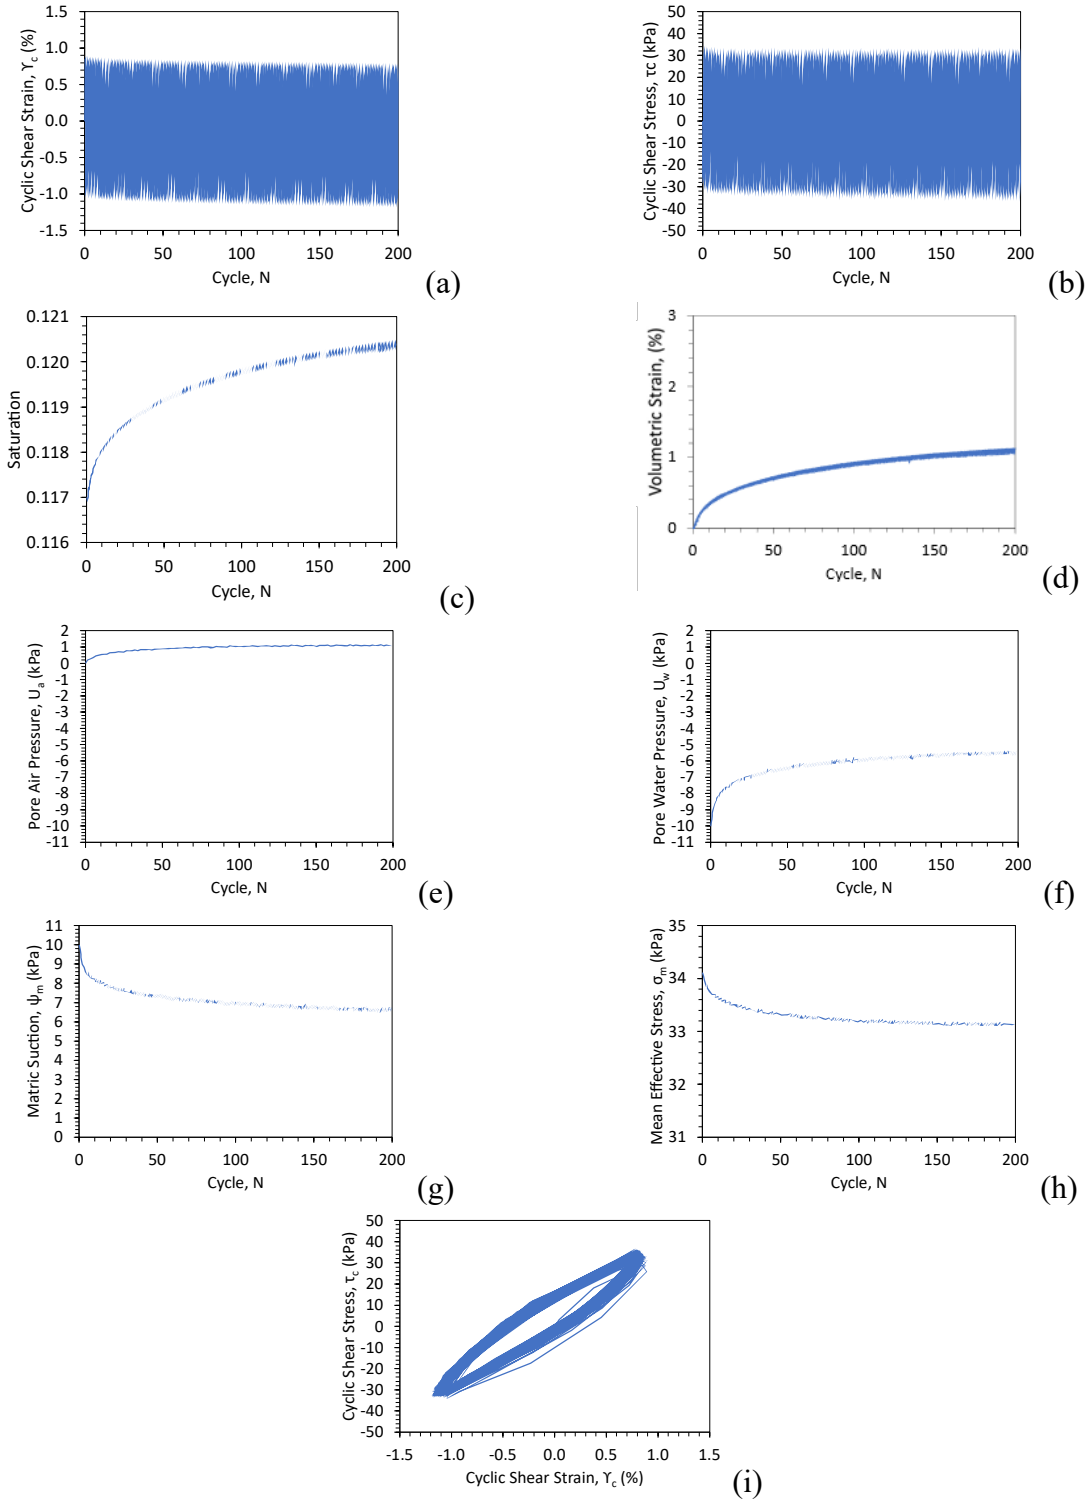 Cyclic Shear Strain, ϒc (%)
1.5
1.0
0.5
0.0
-0.5
-1.0
-1.5
0 50 100 150 200
Cycle, N
(a)
Cyclic Shear Stress, τc (kPa)
50
40
30
20
10
0
-10
-20
-30
-40
50
0 50 100 150 200
Cycle, N
(b)
Saturation
0.121
0.120
0.119
0.118
0.117
0.116
0 50 100 150 200
Cycle, N
(c)
Volumetric Strain, (%)
3
2
1
0
0 50 100 150 200
Cycle, N
(d)
Pore Air Pressure, Ua (kPa)
2
1
0
-1
-2
-3
-4
-5
-6
-7
-8
-9
-10
-11
0 50 100 150 200
Cycle, N
(e)
Pore Water Pressure, Uw (kPa)
2
1
0
-1
-2
-3
-4
-5
-6
-7
-8
-9
-10
-11
0 50 100 150 200
Cycle, N
(f)
Matric Suction, ψm (kPa)
11
10
9
8
7
6
5
4
3
2
1
0
0 50 100 150 200
Cycle, N
(g)
Mean Effective Stress, σm (kPa)
35
34
33
32
31
0 50 100 150 200
Cycle, N
(h)
Cyclic Shear Stress, τc (kPa)
50
40
30
20
10
0
-10
-20
-30
-40
-50
-1.5 -1.0 -0.5 0.0 0.5 1.0 1.5
Cyclic Shear Strain, ϒc (%)
(i)